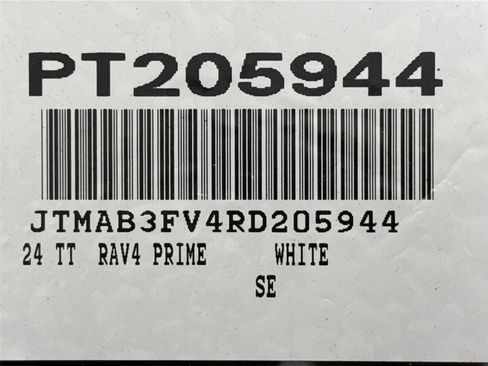 PT205944
JTMAB3FV4RD205944
24 TT RAV4 PRIME WHITE
SE